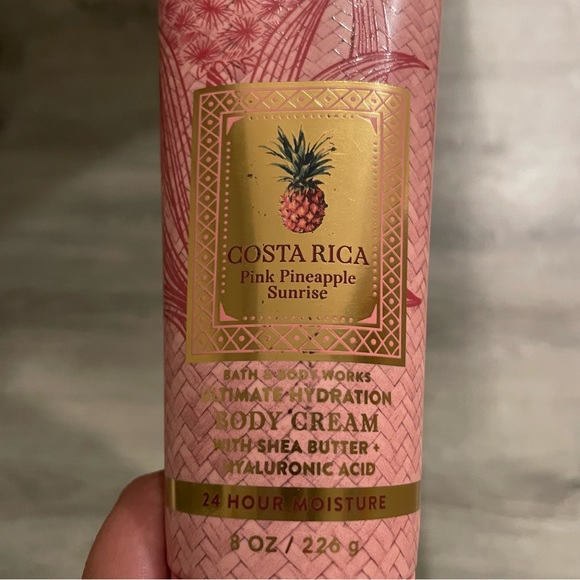 COSTA RICA
Pink Pineapple
Sunrise
BATH & BODY WORKS
ULTIMATE HYDRATION
BODY CREAM
WITH SHEA BUTTER +
HYALURONIC ACID
24 HOUR MOISTURE
8 OZ / 226 g